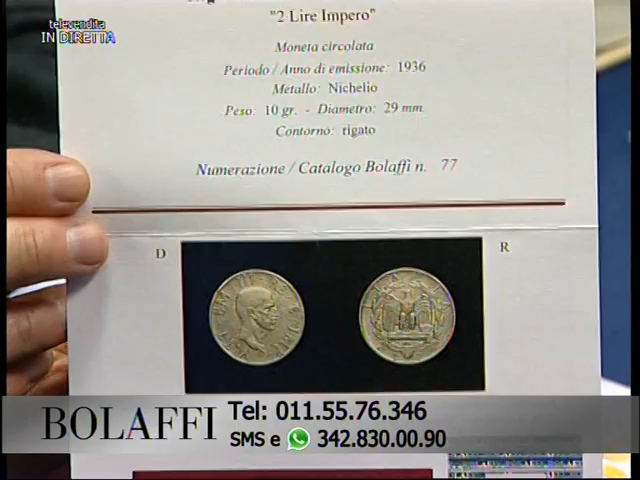 televendita
IN DIRETTA
"2 Lire Impero"
Moneta circolata
Periodo / Anno di emissione: 1936
Metallo: Nichelio
Peso: 10 gr. - Diametro: 29 mm.
Contorno: rigato
Numerazione / Catalogo Bolaffi n. 77
D
R
BOLAFFI
Tel: 011.55.76.346
SMS e 342.830.00.90